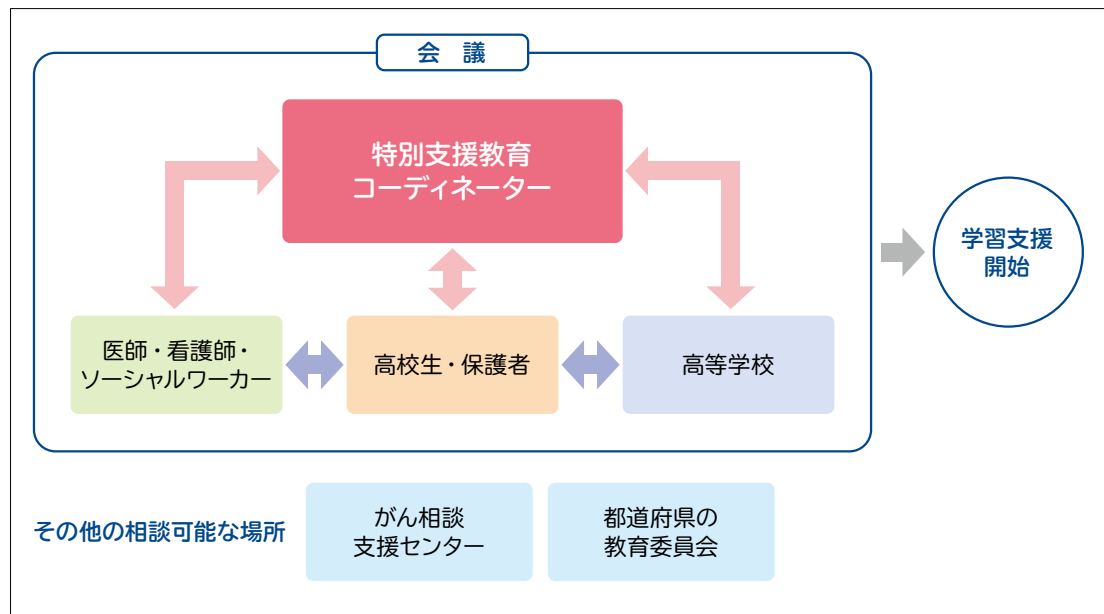 会　議
特別支援教育
コーディネーター
学習支援
開始
医師・看護師・
ソーシャルワーカー
高校生・保護者
高等学校
その他の相談可能な場所
がん相談
支援センター
都道府県の
教育委員会